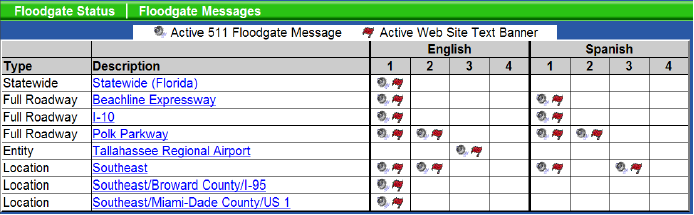 Floodgate Status Floodgate Messages
Active 511 Floodgate Message Active Web Site Text Banner
English Spanish
Type Description 1 2 3 4 1 2 3 4
Statewide Statewide (Florida)
Full Roadway Beachline Expressway
Full Roadway I-10
Full Roadway Polk Parkway
Entity Tallahassee Regional Airport
Location Southeast
Location Southeast/Broward County/I-95
Location Southeast/Miami-Dade County/US 1